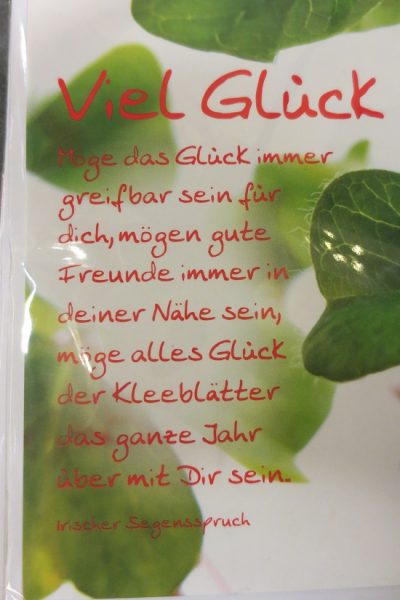 Viel Glück
Möge das Glück immer
greifbar sein für
dich, mögen gute
Freunde immer in
deiner Nähe sein,
möge alles Glück
der Kleeblätter
das ganze Jahr
über mit Dir sein.
Irischer Segensspruch